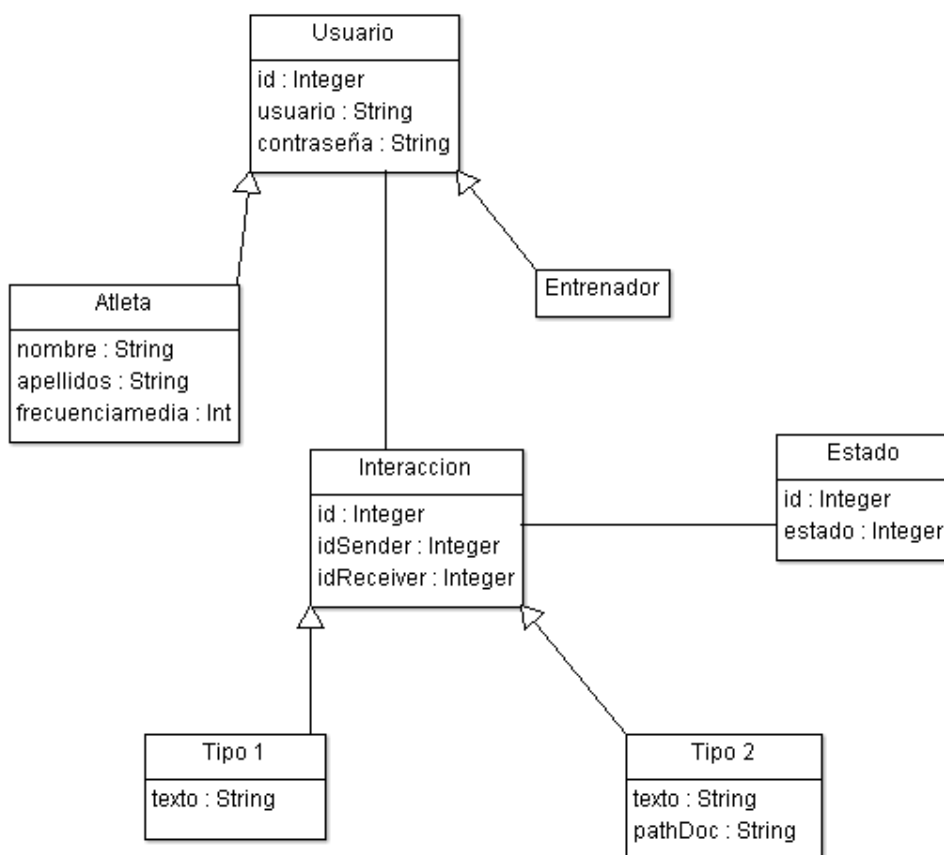 Usuario
id : Integer
usuario : String
contraseña : String
Entrenador
Atleta
nombre : String
apellidos : String
frecuenciamedia : Int
Interaccion
id : Integer
idSender : Integer
idReceiver : Integer
Estado
id : Integer
estado : Integer
Tipo 1
texto : String
Tipo 2
texto : String
pathDoc : String